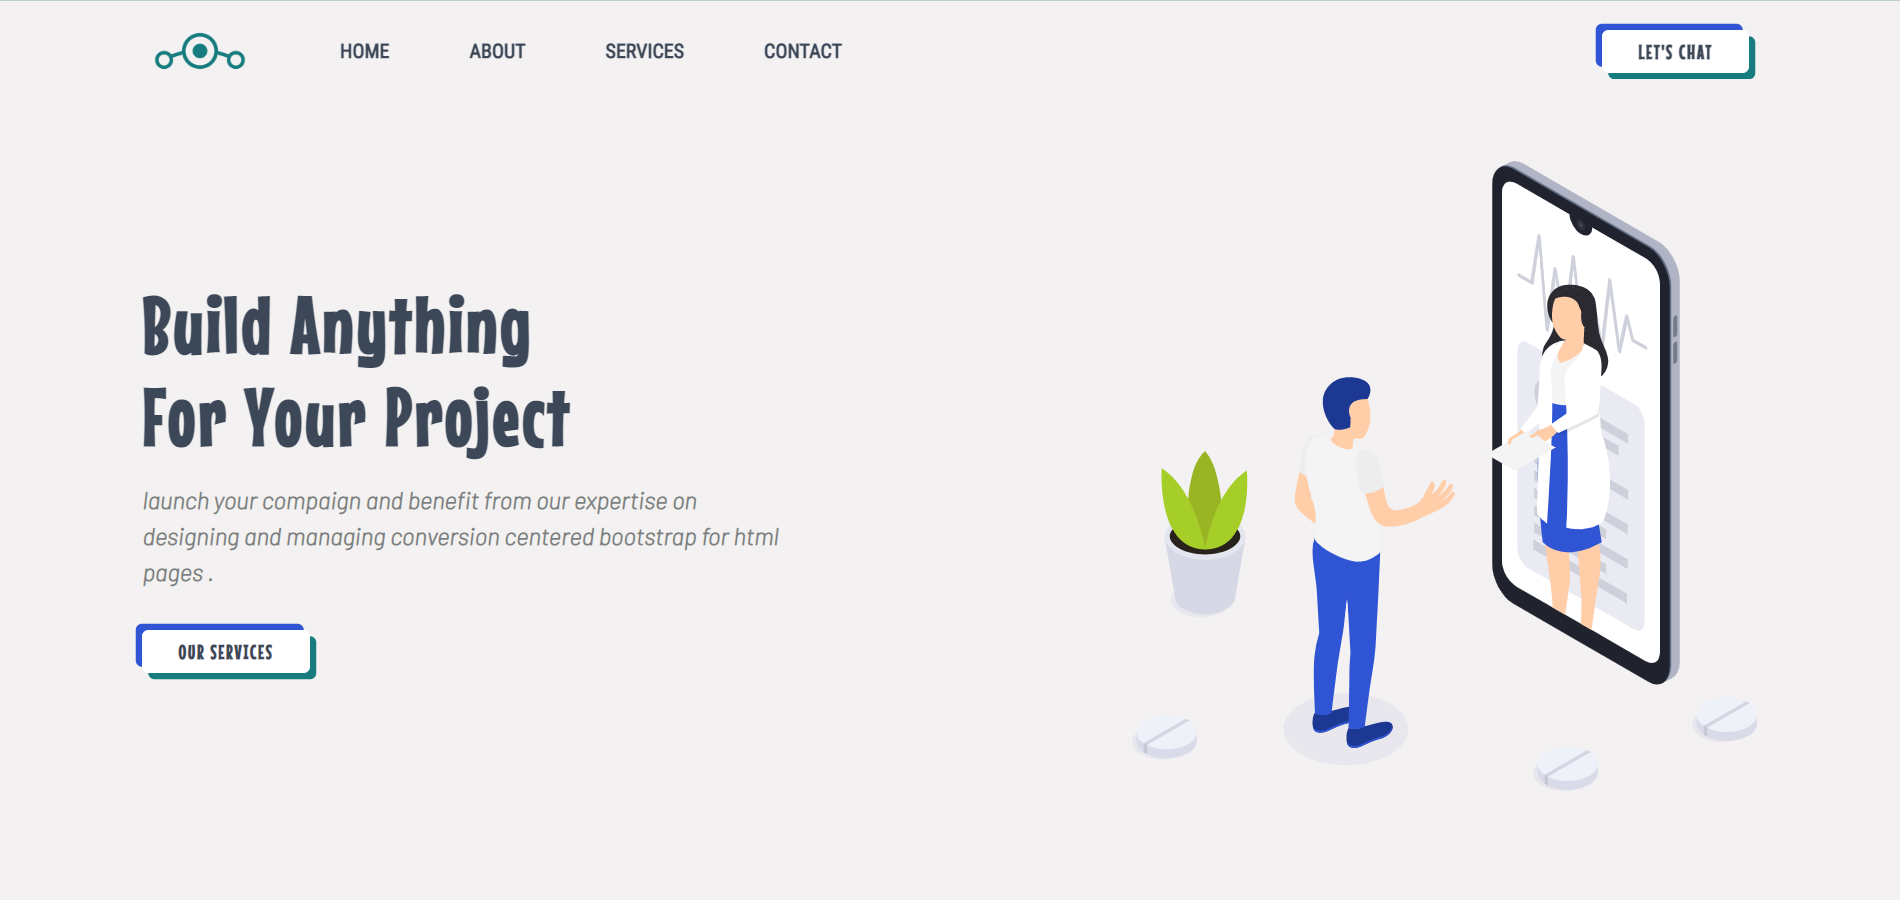 HOME ABOUT SERVICES CONTACT LET'S CHAT
Build Anything
For Your Project
launch your compaign and benefit from our expertise on
designing and managing conversion centered bootstrap for html
pages .
OUR SERVICES